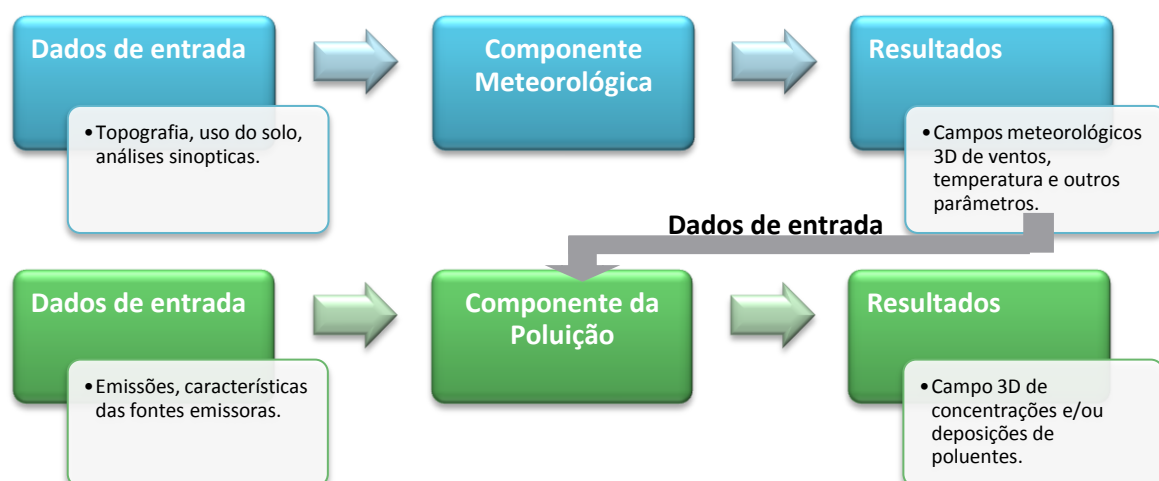 Dados de entrada
•Topografia, uso do solo,
análises sinopticas.
Componente
Meteorológica
Resultados
•Campos meteorológicos
3D de ventos,
temperatura e outros
parâmetros.
Dados de entrada
Dados de entrada
•Emissões, características
das fontes emissoras.
Componente da
Poluição
Resultados
•Campo 3D de
concentrações e/ou
deposições de
poluentes.